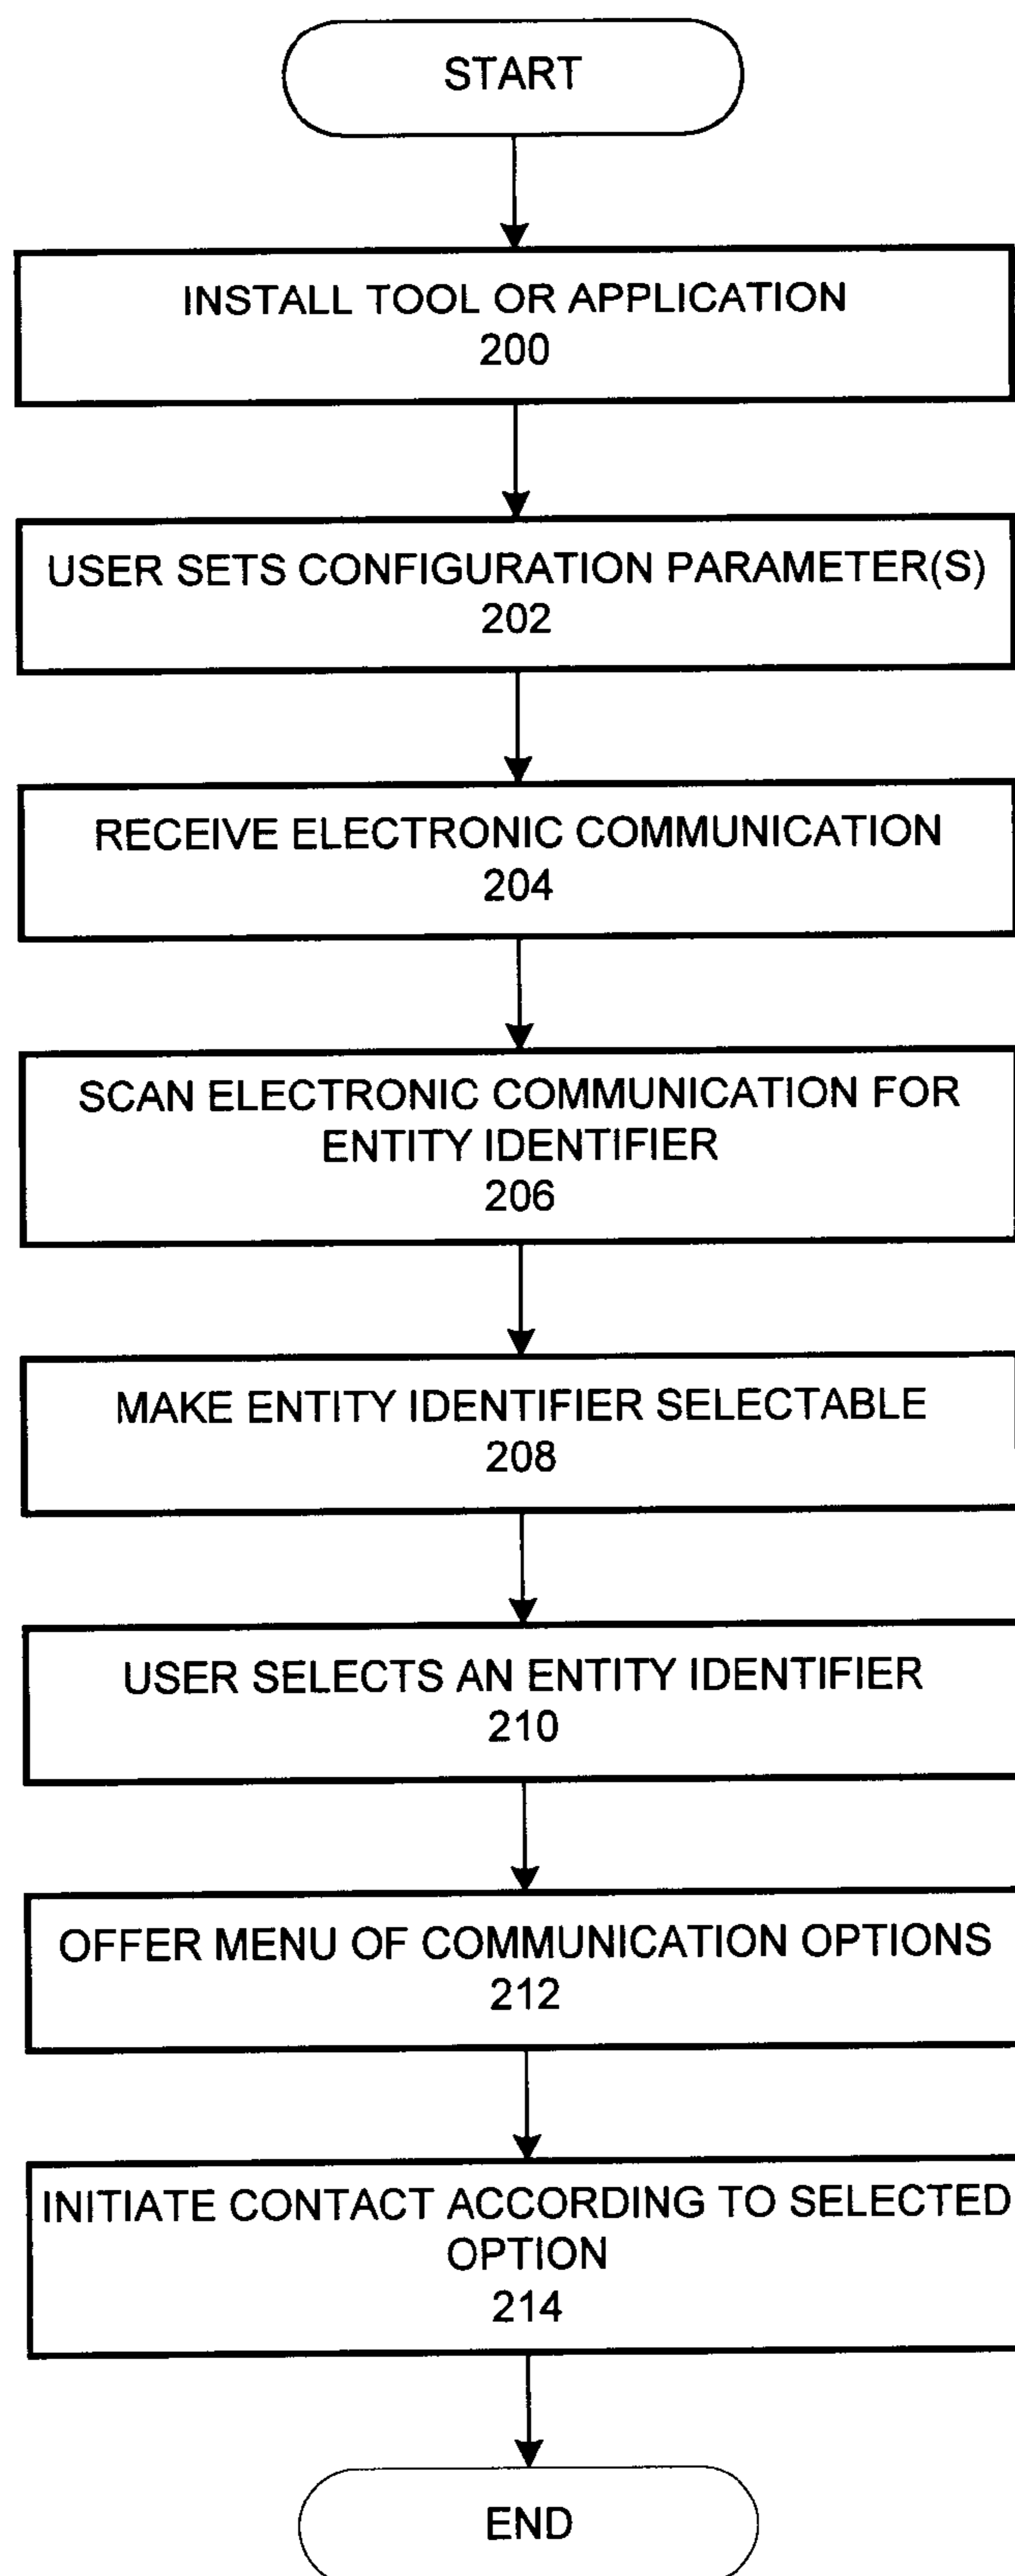 START
INSTALL TOOL OR APPLICATION
200
USER SETS CONFIGURATION PARAMETER(S)
202
RECEIVE ELECTRONIC COMMUNICATION
204
SCAN ELECTRONIC COMMUNICATION FOR
ENTITY IDENTIFIER
206
MAKE ENTITY IDENTIFIER SELECTABLE
208
USER SELECTS AN ENTITY IDENTIFIER
210
OFFER MENU OF COMMUNICATION OPTIONS
212
INITIATE CONTACT ACCORDING TO SELECTED
OPTION
214
END